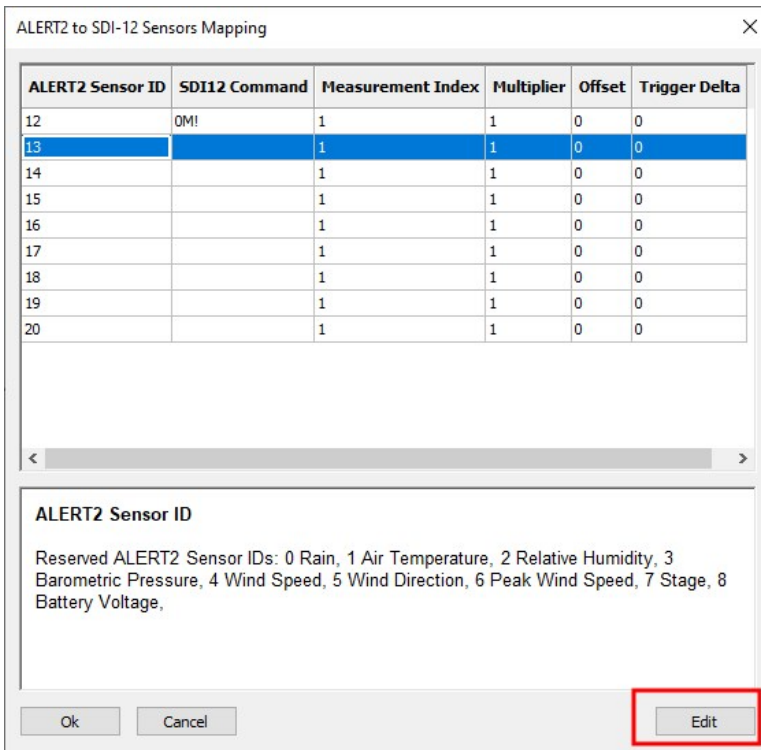 ALERT2 to SDI-12 Sensors Mapping
ALERT2 Sensor ID SDI12 Command Measurement Index Multiplier Offset Trigger Delta
12 0M! 1 1 0 0
13 1 1 0 0
14 1 1 0 0
15 1 1 0 0
16 1 1 0 0
17 1 1 0 0
18 1 1 0 0
19 1 1 0 0
20 1 1 0 0
ALERT2 Sensor ID
Reserved ALERT2 Sensor IDs: 0 Rain, 1 Air Temperature, 2 Relative Humidity, 3
Barometric Pressure, 4 Wind Speed, 5 Wind Direction, 6 Peak Wind Speed, 7 Stage, 8
Battery Voltage,
Ok Cancel Edit